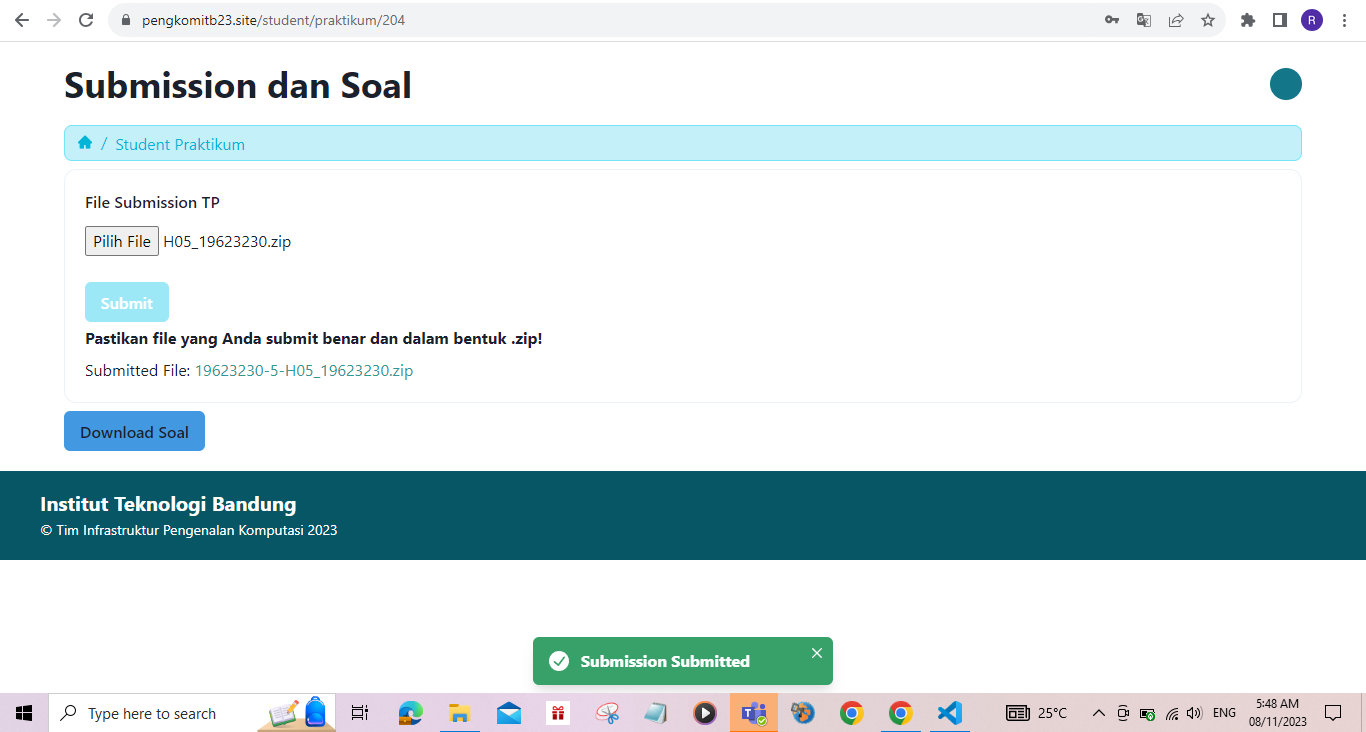 pengkomitb23.site/student/praktikum/204
R
Submission dan Soal
/ Student Praktikum
File Submission TP
Pilih File H05_19623230.zip
Submit
Pastikan file yang Anda submit benar dan dalam bentuk .zip!
Submitted File: 19623230-5-H05_19623230.zip
Download Soal
Institut Teknologi Bandung
© Tim Infrastruktur Pengenalan Komputasi 2023
Submission Submitted
Type here to search
25°C
ENG
5:48 AM
08/11/2023